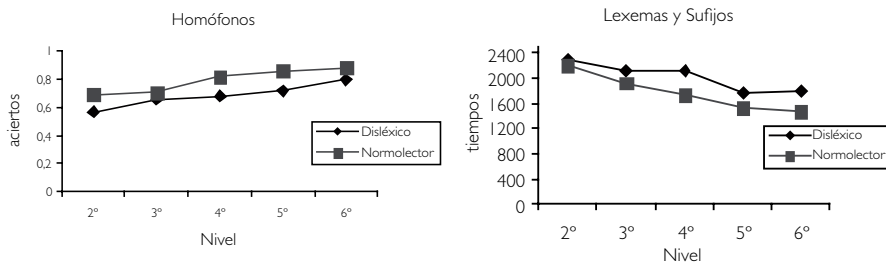 Homófonos
aciertos
1
0,8
0,6
0,4
0,2
0
2º 3º 4º 5º 6º
Nivel
Disléxico
Normolector
Lexemas y Sufijos
tiempos
2400
2000
1600
1200
800
400
0
2º 3º 4º 5º 6º
Nivel
Disléxico
Normolector